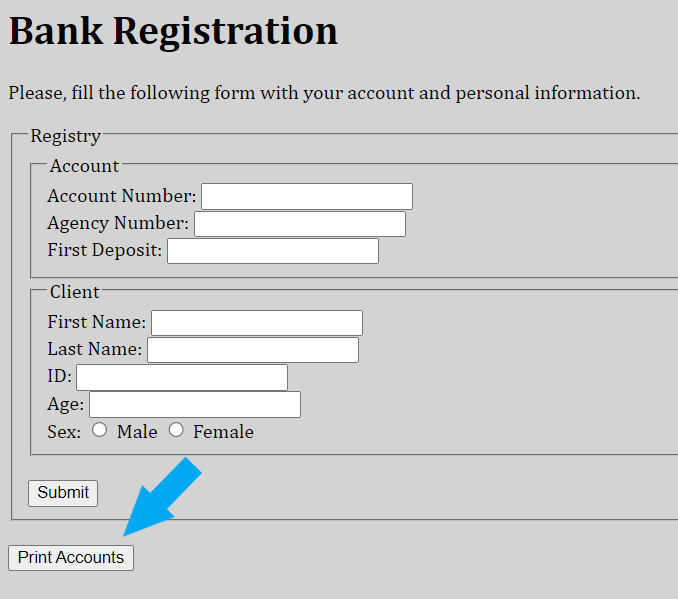 Bank Registration
Please, fill the following form with your account and personal information.
Registry
Account
Account Number:
Agency Number:
First Deposit:
Client
First Name:
Last Name:
ID:
Age:
Sex: Male Female
Submit
Print Accounts